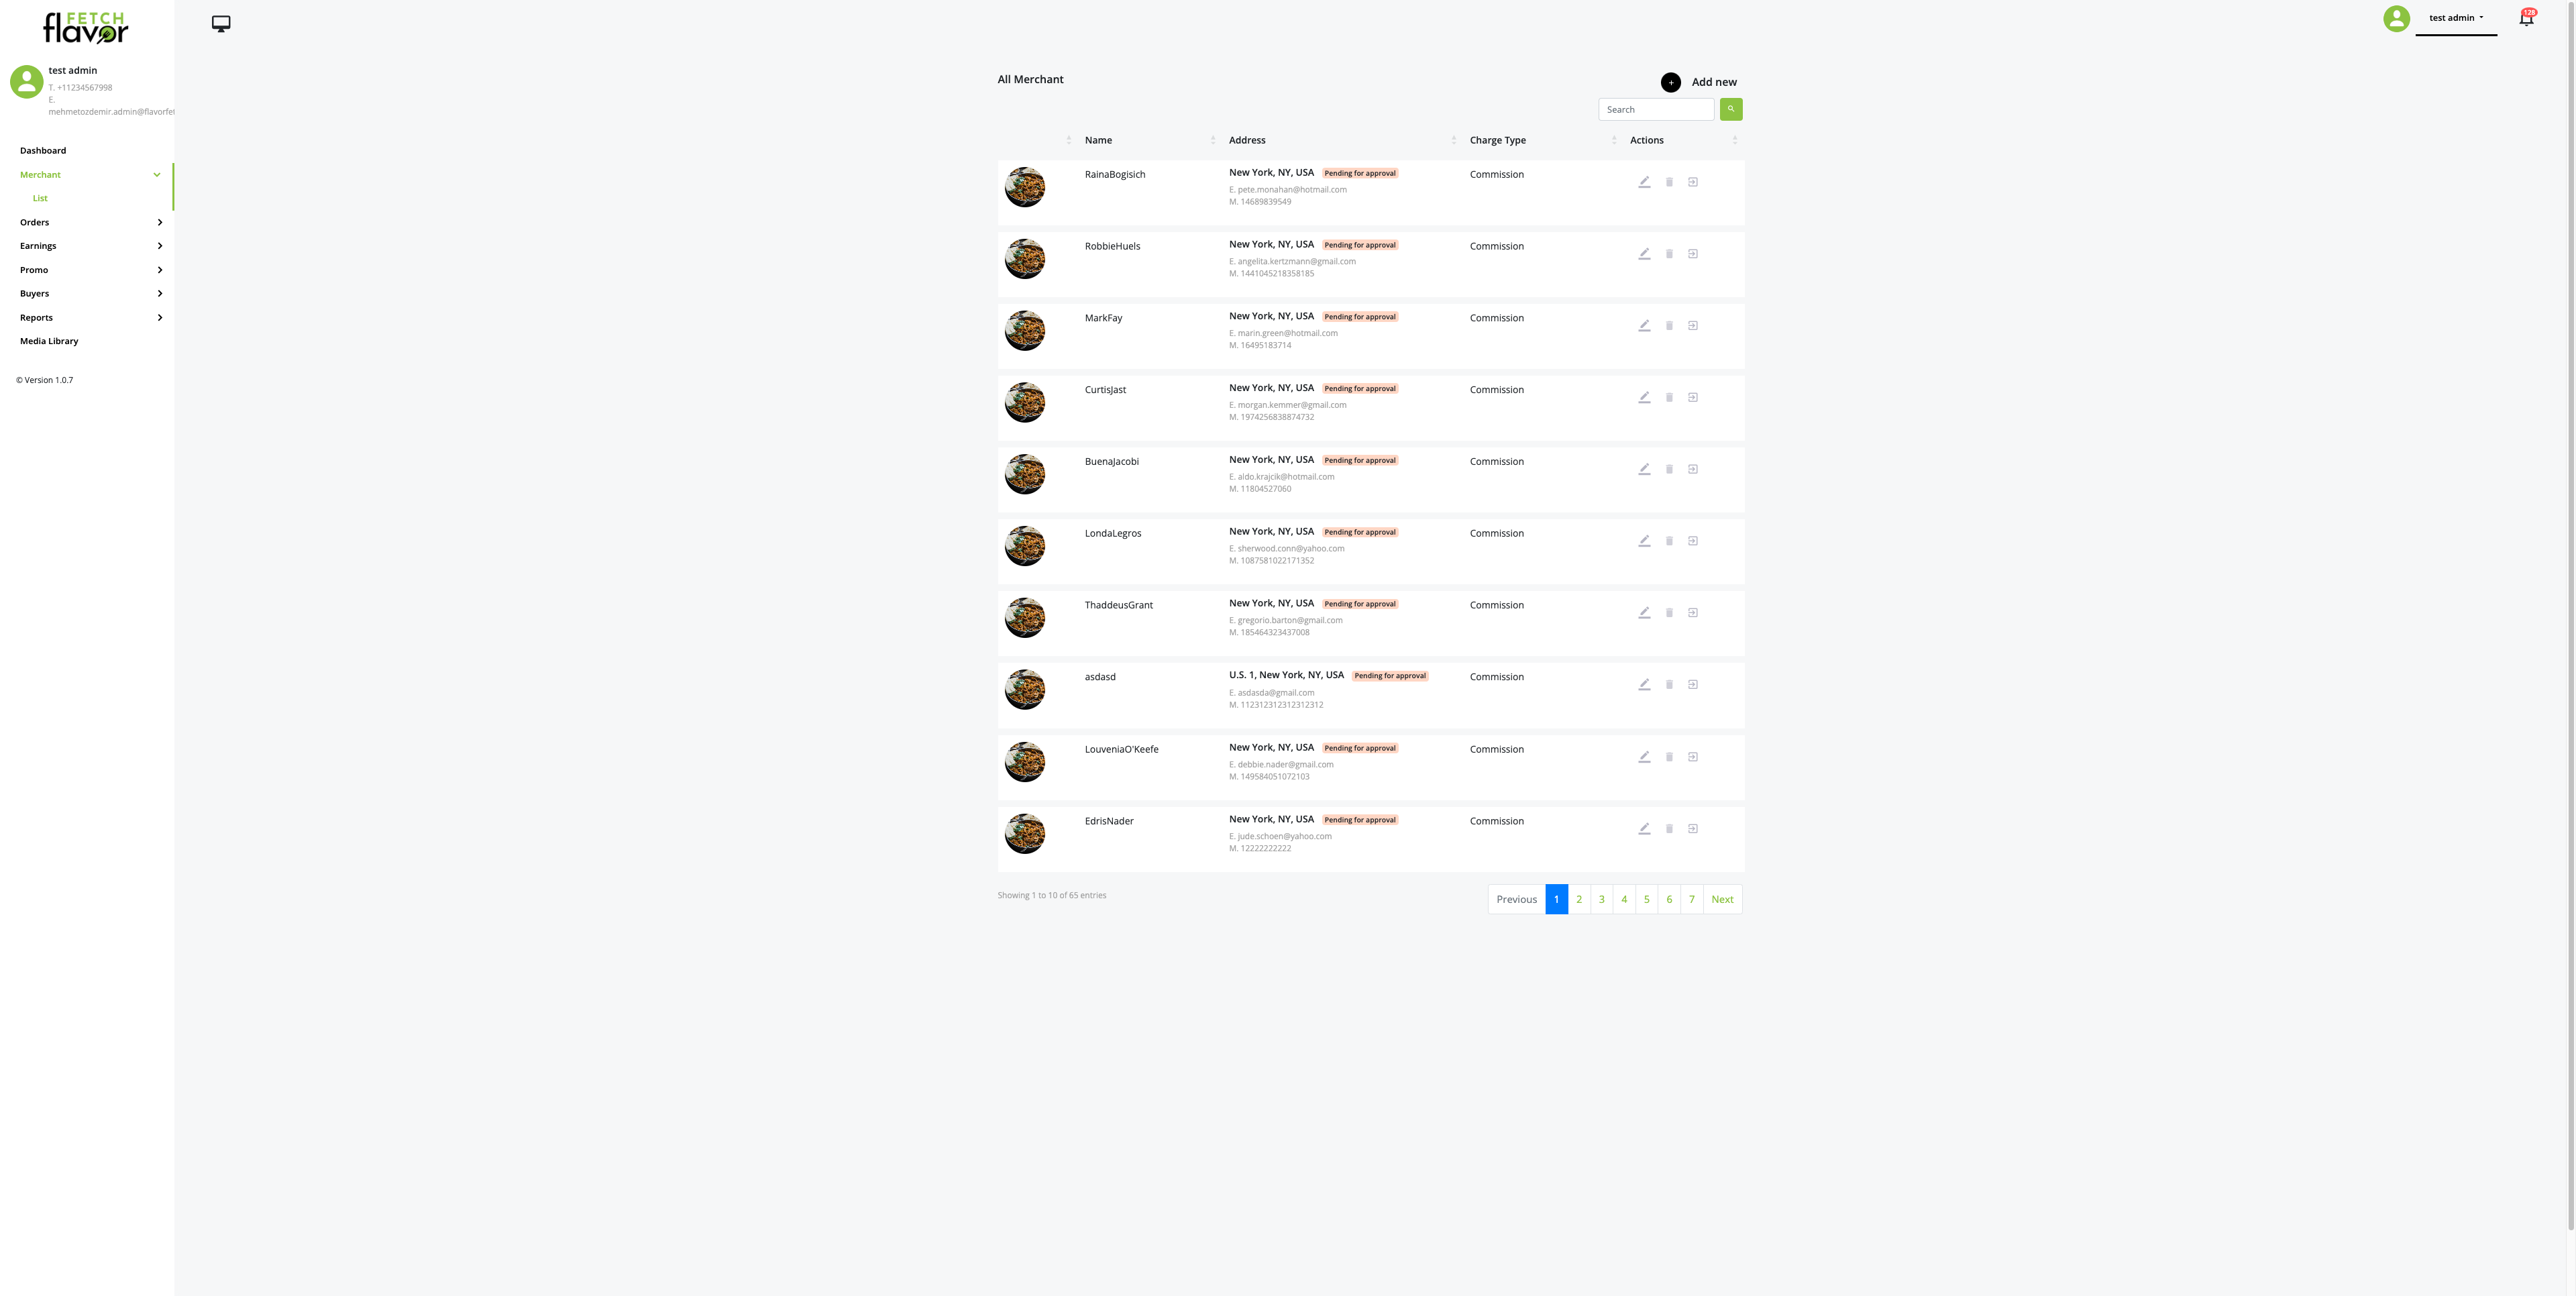 FETCH
flavor
test admin
128
test admin
T. +11234567998
E.
mehmetozdemir.admin@flavorfet
Dashboard
Merchant
List
Orders
Earnings
Promo
Buyers
Reports
Media Library
© Version 1.0.7
All Merchant
+ Add new
Search
Name Address Charge Type Actions
RainaBogisich New York, NY, USA Pending for approval Commission
E. pete.monahan@hotmail.com
M. 14689839549
RobbieHuels New York, NY, USA Pending for approval Commission
E. angelita.kertzmann@gmail.com
M. 1441045218358185
MarkFay New York, NY, USA Pending for approval Commission
E. marin.green@hotmail.com
M. 16495183714
CurtisJast New York, NY, USA Pending for approval Commission
E. morgan.kemmer@gmail.com
M. 1974256838874732
BuenaJacobi New York, NY, USA Pending for approval Commission
E. aldo.krajcik@hotmail.com
M. 11804527060
LondaLegros New York, NY, USA Pending for approval Commission
E. sherwood.conn@yahoo.com
M. 1087581022171352
ThaddeusGrant New York, NY, USA Pending for approval Commission
E. gregorio.barton@gmail.com
M. 185464323437008
asdasd U.S. 1, New York, NY, USA Pending for approval Commission
E. asdasda@gmail.com
M. 112312312312312312
LouveniaO'Keefe New York, NY, USA Pending for approval Commission
E. debbie.nader@gmail.com
M. 149584051072103
EdrisNader New York, NY, USA Pending for approval Commission
E. jude.schoen@yahoo.com
M. 12222222222
Showing 1 to 10 of 65 entries
Previous 1 2 3 4 5 6 7 Next